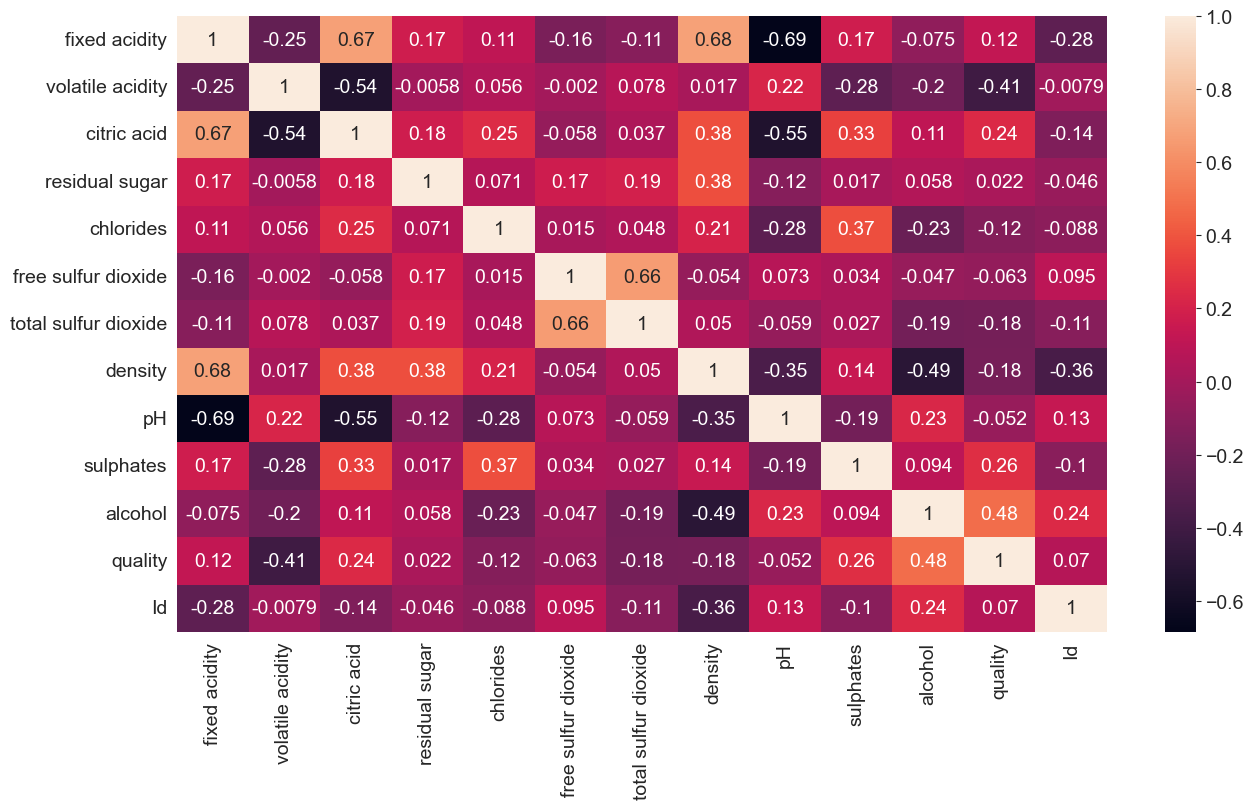 fixed acidity 1 -0.25 0.67 0.17 0.11 -0.16 -0.11 0.68 -0.69 0.17 -0.075 0.12 -0.28
volatile acidity -0.25 1 -0.54 -0.0058 0.056 -0.002 0.078 0.017 0.22 -0.28 -0.2 -0.41 -0.0079
citric acid 0.67 -0.54 1 0.18 0.25 -0.058 0.037 0.38 -0.55 0.33 0.11 0.24 -0.14
residual sugar 0.17 -0.0058 0.18 1 0.071 0.17 0.19 0.38 -0.12 0.017 0.058 0.022 -0.046
chlorides 0.11 0.056 0.25 0.071 1 0.015 0.048 0.21 -0.28 0.37 -0.23 -0.12 -0.088
free sulfur dioxide -0.16 -0.002 -0.058 0.17 0.015 1 0.66 -0.054 0.073 0.034 -0.047 -0.063 0.095
total sulfur dioxide -0.11 0.078 0.037 0.19 0.048 0.66 1 0.05 -0.059 0.027 -0.19 -0.18 -0.11
density 0.68 0.017 0.38 0.38 0.21 -0.054 0.05 1 -0.35 0.14 -0.49 -0.18 -0.36
pH -0.69 0.22 -0.55 -0.12 -0.28 0.073 -0.059 -0.35 1 -0.19 0.23 -0.052 0.13
sulphates 0.17 -0.28 0.33 0.017 0.37 0.034 0.027 0.14 -0.19 1 0.094 0.26 -0.1
alcohol -0.075 -0.2 0.11 0.058 -0.23 -0.047 -0.19 -0.49 0.23 0.094 1 0.48 0.24
quality 0.12 -0.41 0.24 0.022 -0.12 -0.063 -0.18 -0.18 -0.052 0.26 0.48 1 0.07
Id -0.28 -0.0079 -0.14 -0.046 -0.088 0.095 -0.11 -0.36 0.13 -0.1 0.24 0.07 1
fixed acidity
volatile acidity
citric acid
residual sugar
chlorides
free sulfur dioxide
total sulfur dioxide
density
pH
sulphates
alcohol
quality
Id
1.0
0.8
0.6
0.4
0.2
0.0
−0.2
−0.4
−0.6